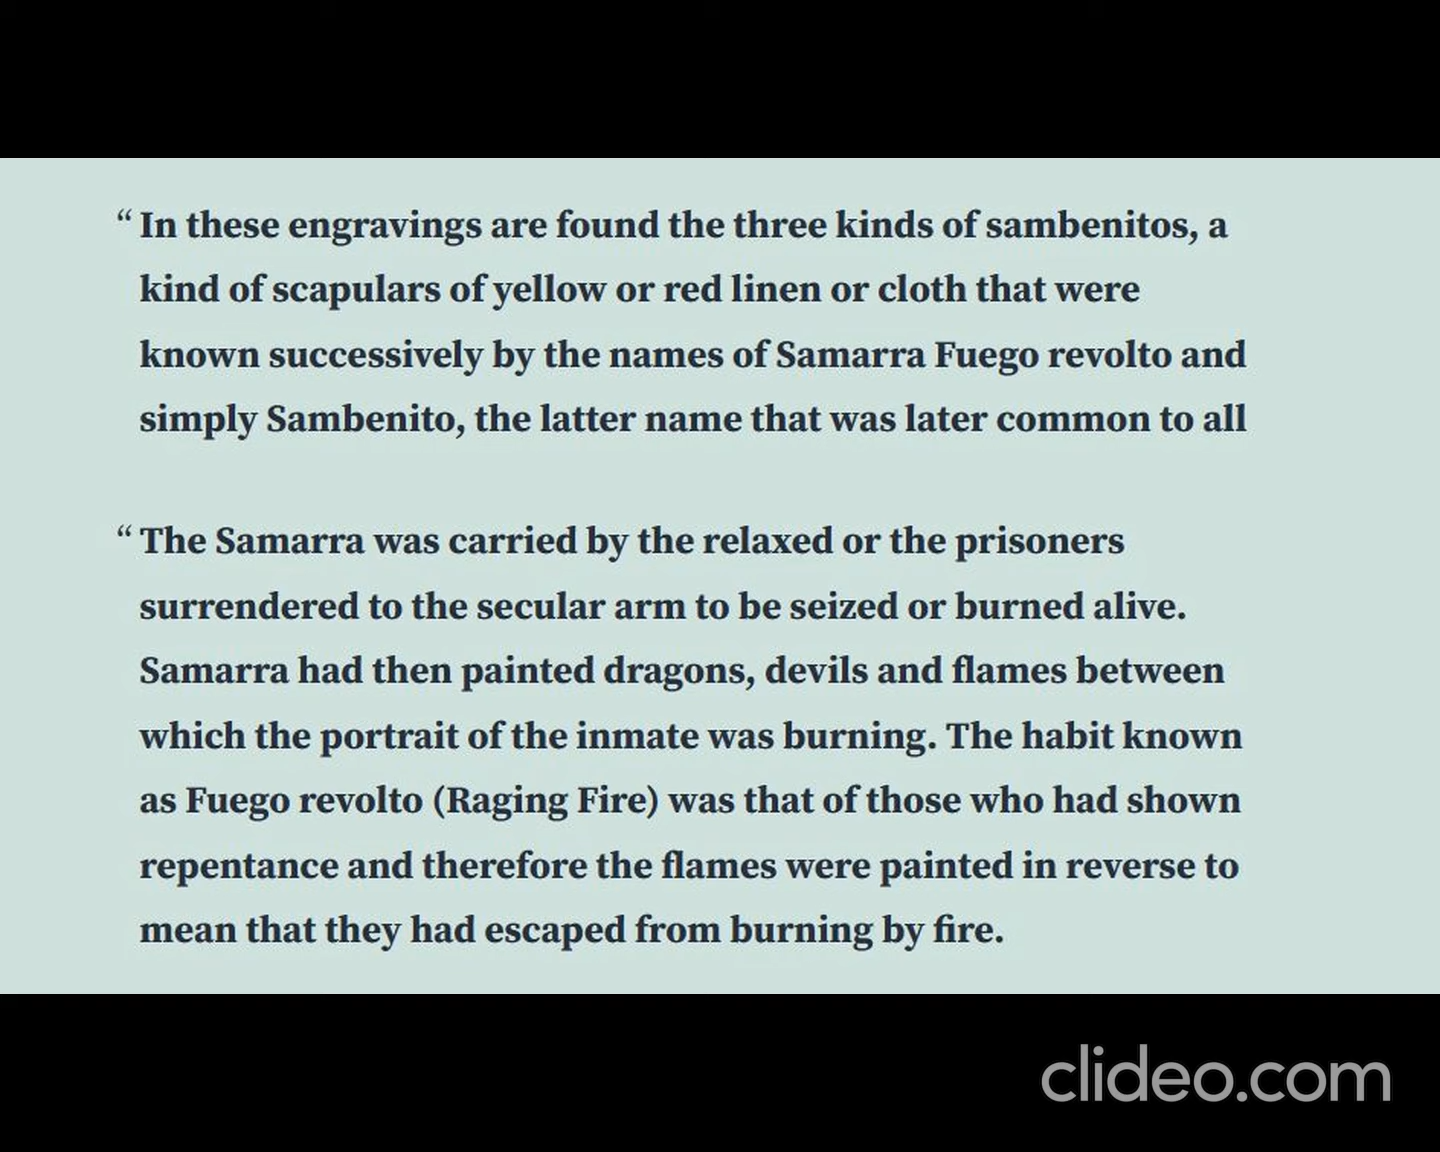 “ In these engravings are found the three kinds of sambenitos, a
kind of scapulars of yellow or red linen or cloth that were
known successively by the names of Samarra Fuego revolto and
simply Sambenito, the latter name that was later common to all
“ The Samarra was carried by the relaxed or the prisoners
surrendered to the secular arm to be seized or burned alive.
Samarra had then painted dragons, devils and flames between
which the portrait of the inmate was burning. The habit known
as Fuego revolto (Raging Fire) was that of those who had shown
repentance and therefore the flames were painted in reverse to
mean that they had escaped from burning by fire.
clideo.com